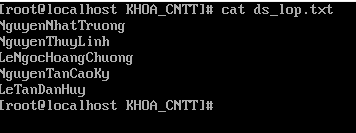 [root@localhost KHOA_CNTT]# cat ds_lop.txt
NguyenNhatTruong
NguyenThuyLinh
LeNgocHoangChuong
NguyenTanCaoKy
LeTanDanHuy
[root@localhost KHOA_CNTT]#